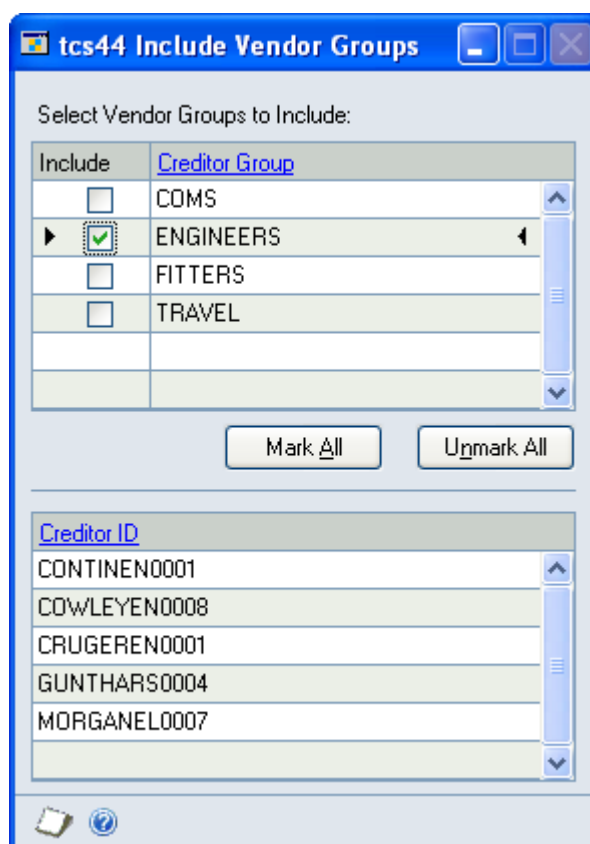 tcs44 Include Vendor Groups
Select Vendor Groups to Include:
Include Creditor Group
COMS
ENGINEERS
FITTERS
TRAVEL
Mark All Unmark All
Creditor ID
CONTINEN0001
COWLEYEN0008
CRUGEREN0001
GUNTHARS0004
MORGANEL0007